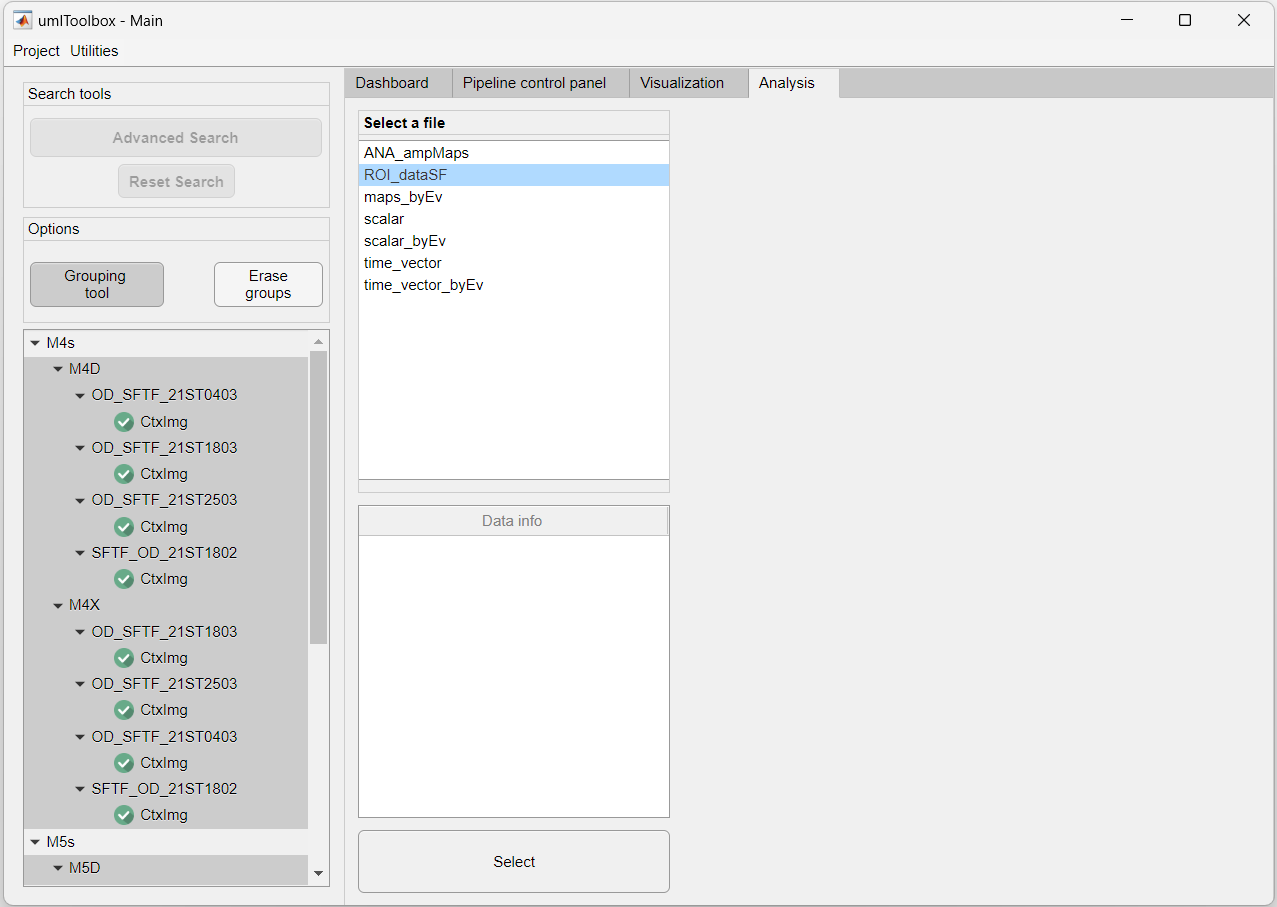 umIToolbox - Main
Project Utilities
Search tools
Advanced Search
Reset Search
Options
Grouping
tool
Erase
groups
M4s
M4D
OD_SFTF_21ST0403
CtxImg
OD_SFTF_21ST1803
CtxImg
OD_SFTF_21ST2503
CtxImg
SFTF_OD_21ST1802
CtxImg
M4X
OD_SFTF_21ST1803
CtxImg
OD_SFTF_21ST2503
CtxImg
OD_SFTF_21ST0403
CtxImg
SFTF_OD_21ST1802
CtxImg
M5s
M5D
Dashboard Pipeline control panel Visualization Analysis
Select a file
ANA_ampMaps
ROI_dataSF
maps_byEv
scalar
scalar_byEv
time_vector
time_vector_byEv
Data info
Select